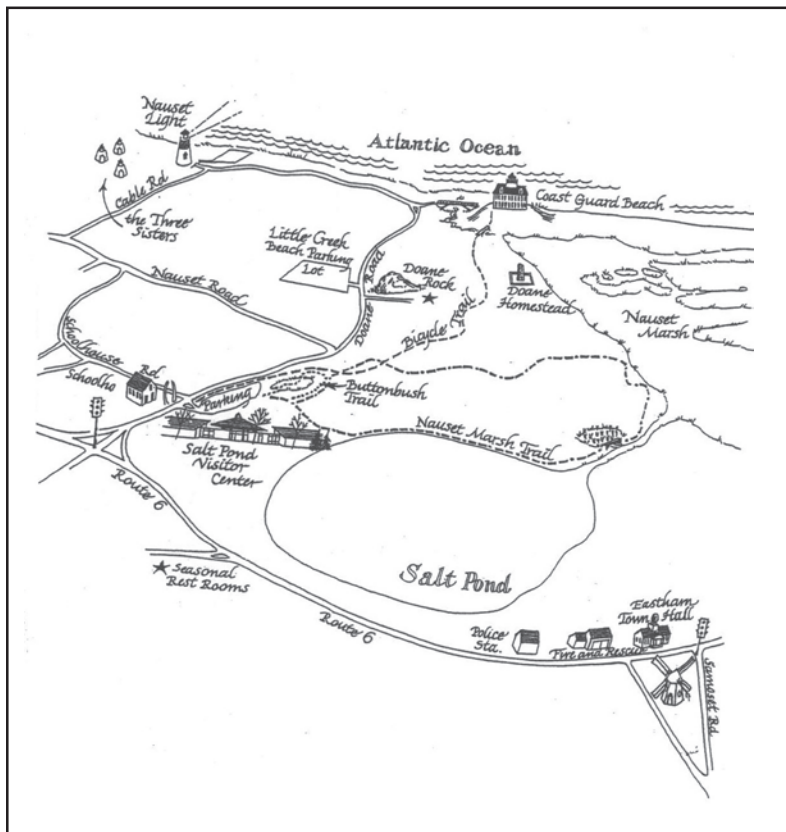 Nauset
Light
Atlantic Ocean
Coast Guard Beach
Cable Rd
the Three
Sisters
Little Creek
Beach Parking
Lot
Doane Road
Doane
Rock
Doane
Homestead
Nauset
Marsh
Nauset Road
Bicycle Trail
Schoolhouse
Rd
Schoolho
Parking
Buttonbush
Trail
Nauset Marsh Trail
Salt Pond
Visitor
Center
Route 6
Salt Pond
Seasonal
Rest Rooms
Route 6
Police
Sta.
Fire and Rescue
Eastham
Town Hall
Samoset Rd.